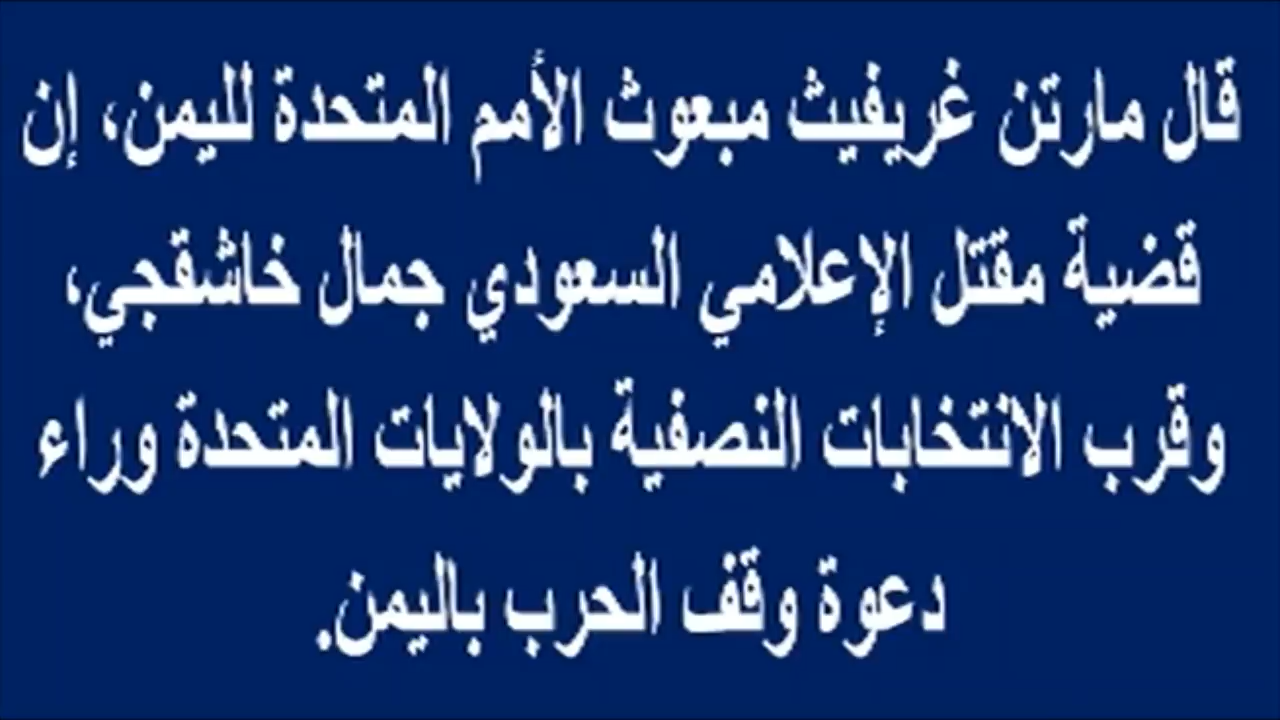 قال مارتن غريفيث مبعوث الأمم المتحدة لليمن، إن
قضية مقتل الإعلامي السعودي جمال خاشقجي،
وقرب الانتخابات النصفية بالولايات المتحدة وراء
دعوة وقف الحرب باليمن.